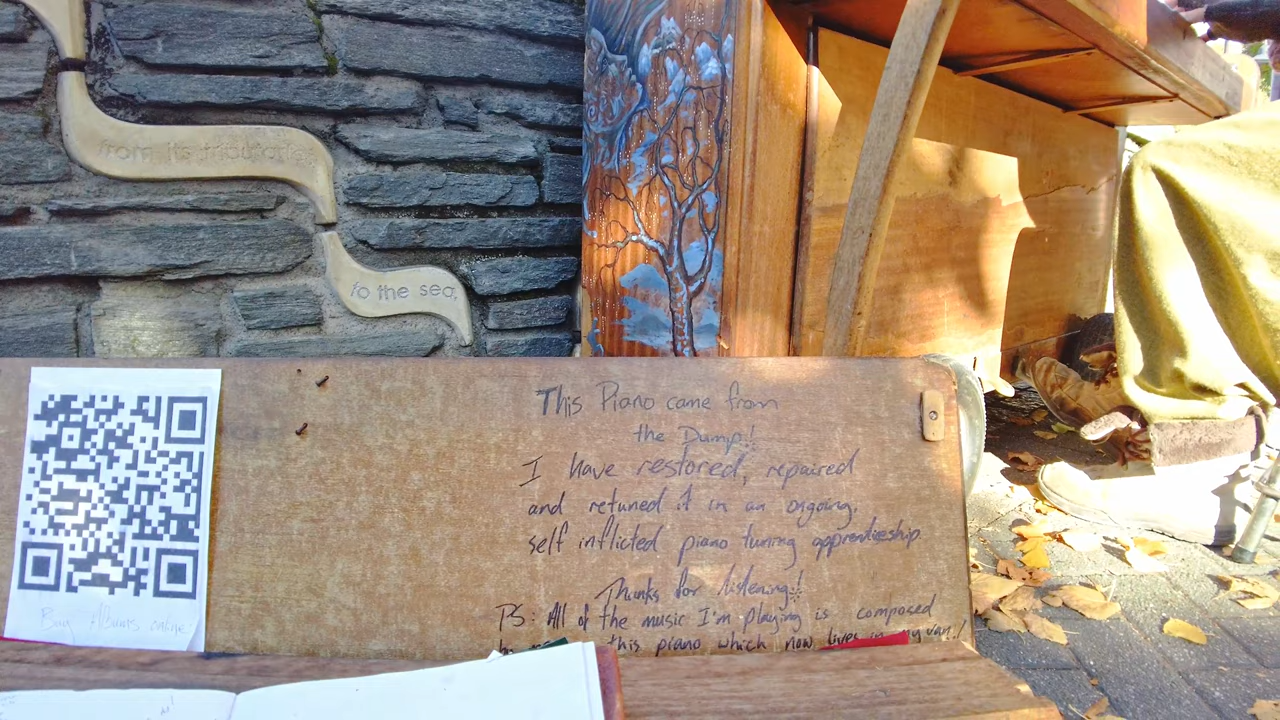 from its tributaries
to the sea,
This Piano came from
the Dump!
I have restored, repaired
and retuned it in an ongoing,
self inflicted piano tuning apprenticeship.
Thanks for listening!
PS: All of the music I'm playing is composed
this piano which now lives in my van!
Buy Albums online